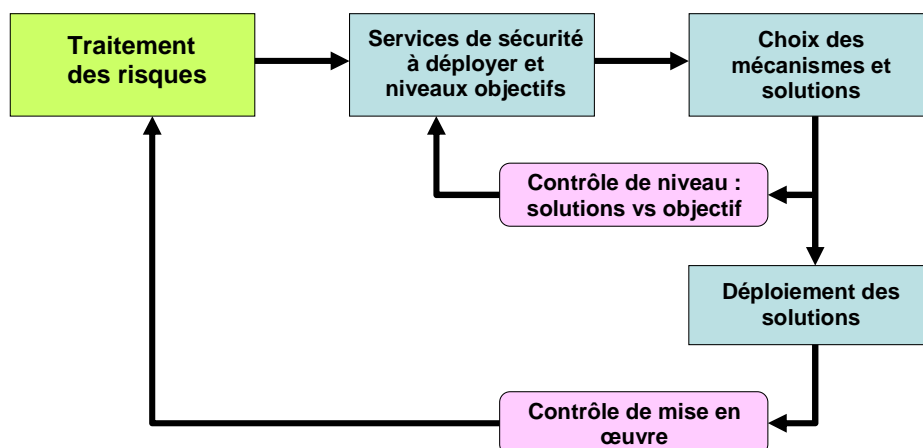 Traitement
des risques
Services de sécurité
à déployer et
niveaux objectifs
Choix des
mécanismes et
solutions
Contrôle de niveau :
solutions vs objectif
Déploiement des
solutions
Contrôle de mise en
œuvre